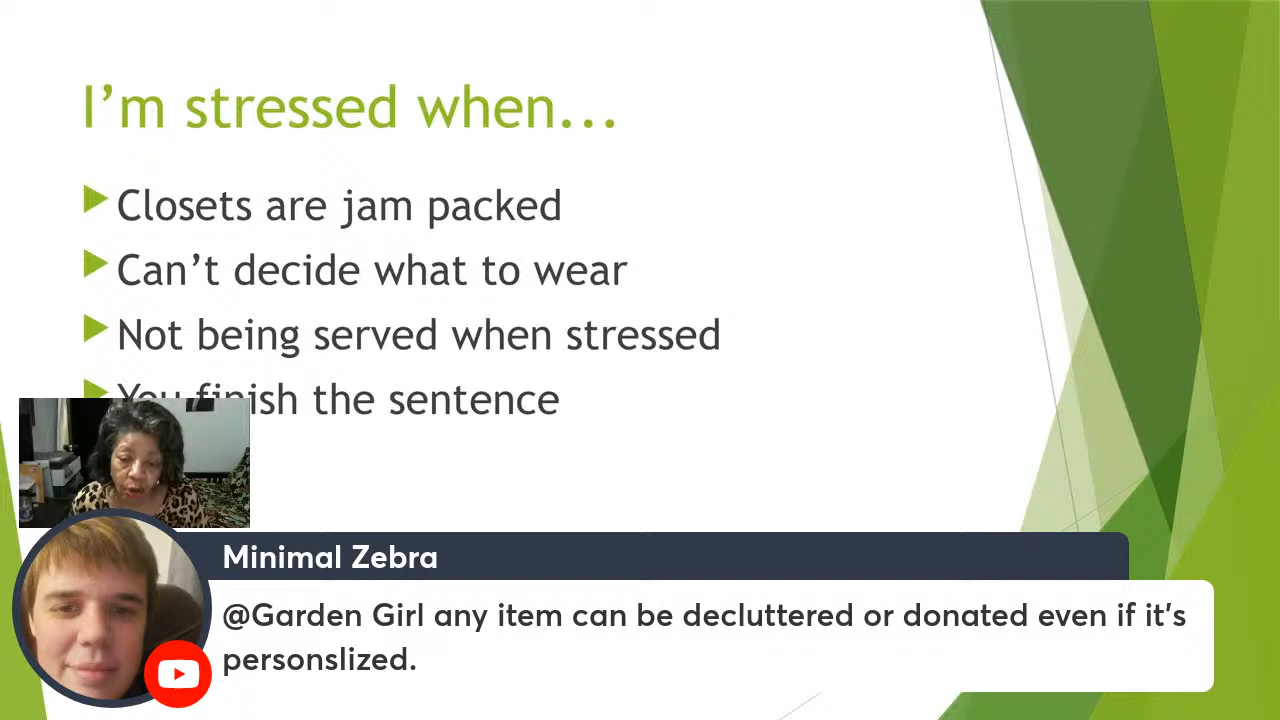 I'm stressed when...
Closets are jam packed
Can't decide what to wear
Not being served when stressed
You finish the sentence
Minimal Zebra
@Garden Girl any item can be decluttered or donated even if it's
personslized.